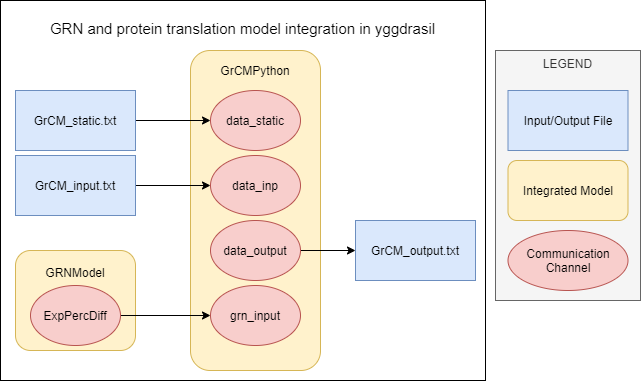 GRN and protein translation model integration in yggdrasil
GrCMPython
GrCM_static.txt
data_static
GrCM_input.txt
data_inp
data_output
GrCM_output.txt
GRNModel
ExpPercDiff
grn_input
LEGEND
Input/Output File
Integrated Model
Communication
Channel